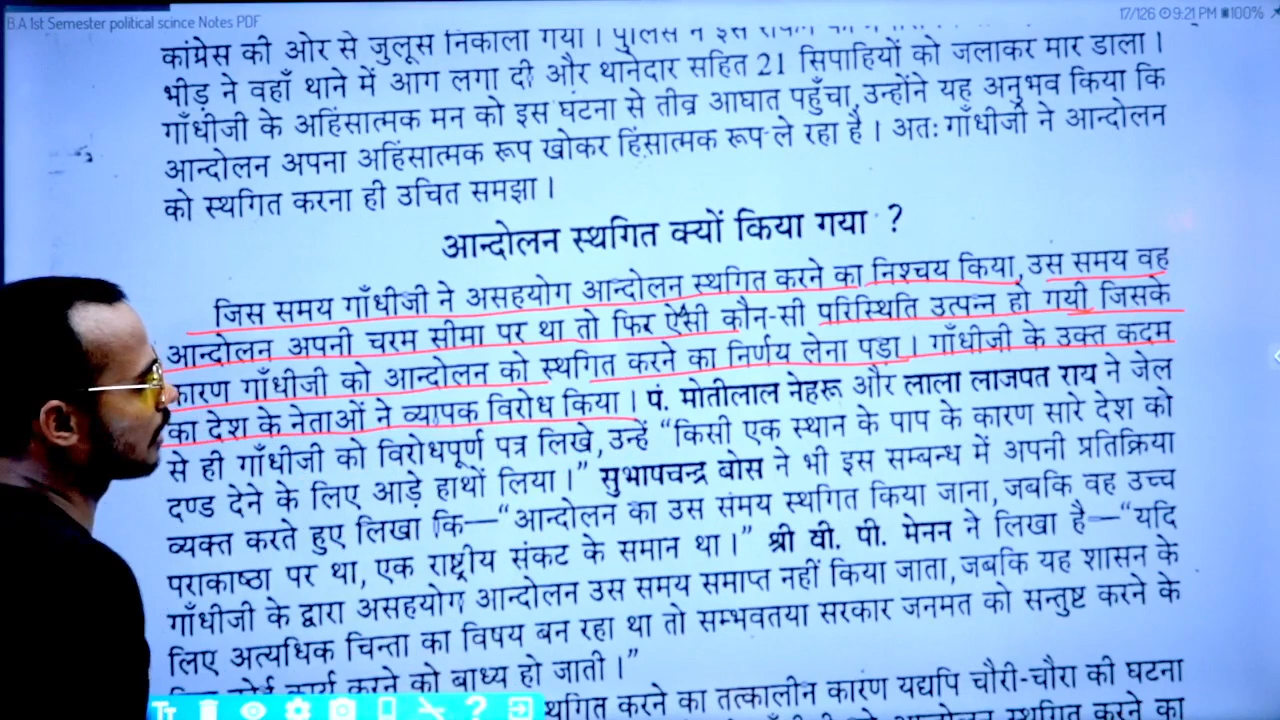 B.A 1st Semester political scince Notes PDF
17/126 9:21 PM 100%
कांग्रेस की ओर से जुलूस निकाला गया। पुलिस ने इसे
भीड़ ने वहाँ थाने में आग लगा दी और थानेदार सहित 21 सिपाहियों को जलाकर मार डाला।
गाँधीजी के अहिंसात्मक मन को इस घटना से तीव्र आघात पहुँचा, उन्होंने यह अनुभव किया कि
आन्दोलन अपना अहिंसात्मक रूप खोकर हिंसात्मक रूप ले रहा है। अतः गाँधीजी ने आन्दोलन
को स्थगित करना ही उचित समझा।
आन्दोलन स्थगित क्यों किया गया ?
जिस समय गाँधीजी ने असहयोग आन्दोलन स्थगित करने का निश्चय किया, उस समय वह
आन्दोलन अपनी चरम सीमा पर था तो फिर ऐसी कौन-सी परिस्थिति उत्पन्न हो गयी जिसके
कारण गाँधीजी को आन्दोलन को स्थगित करने का निर्णय लेना पड़ा। गाँधीजी के उक्त कदम
का देश के नेताओं ने व्यापक विरोध किया। पं. मोतीलाल नेहरू और लाला लाजपत राय ने जेल
से ही गाँधीजी को विरोधपूर्ण पत्र लिखे, उन्हें “किसी एक स्थान के पाप के कारण सारे देश को
दण्ड देने के लिए आड़े हाथों लिया।” सुभाषचन्द्र बोस ने भी इस सम्बन्ध में अपनी प्रतिक्रिया
व्यक्त करते हुए लिखा कि—“आन्दोलन का उस समय स्थगित किया जाना, जबकि वह उच्च
पराकाष्ठा पर था, एक राष्ट्रीय संकट के समान था।” श्री वी. पी. मेनन ने लिखा है—“यदि
गाँधीजी के द्वारा असहयोग आन्दोलन उस समय समाप्त नहीं किया जाता, जबकि यह शासन के
लिए अत्यधिक चिन्ता का विषय बन रहा था तो सम्भवतया सरकार जनमत को सन्तुष्ट करने के
कार्य करने को बाध्य हो जाती।”
स्थगित करने का तत्कालीन कारण यद्यपि चौरी-चौरा की घटना
स्थगित करने का